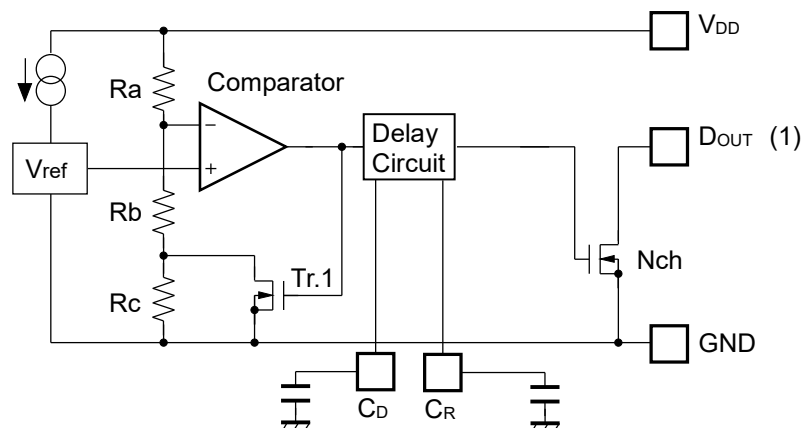 VDD
Ra
Comparator
−
+
Vref
Delay
Circuit
DOUT (1)
Rb
Tr.1
Nch
Rc
GND
CD
CR